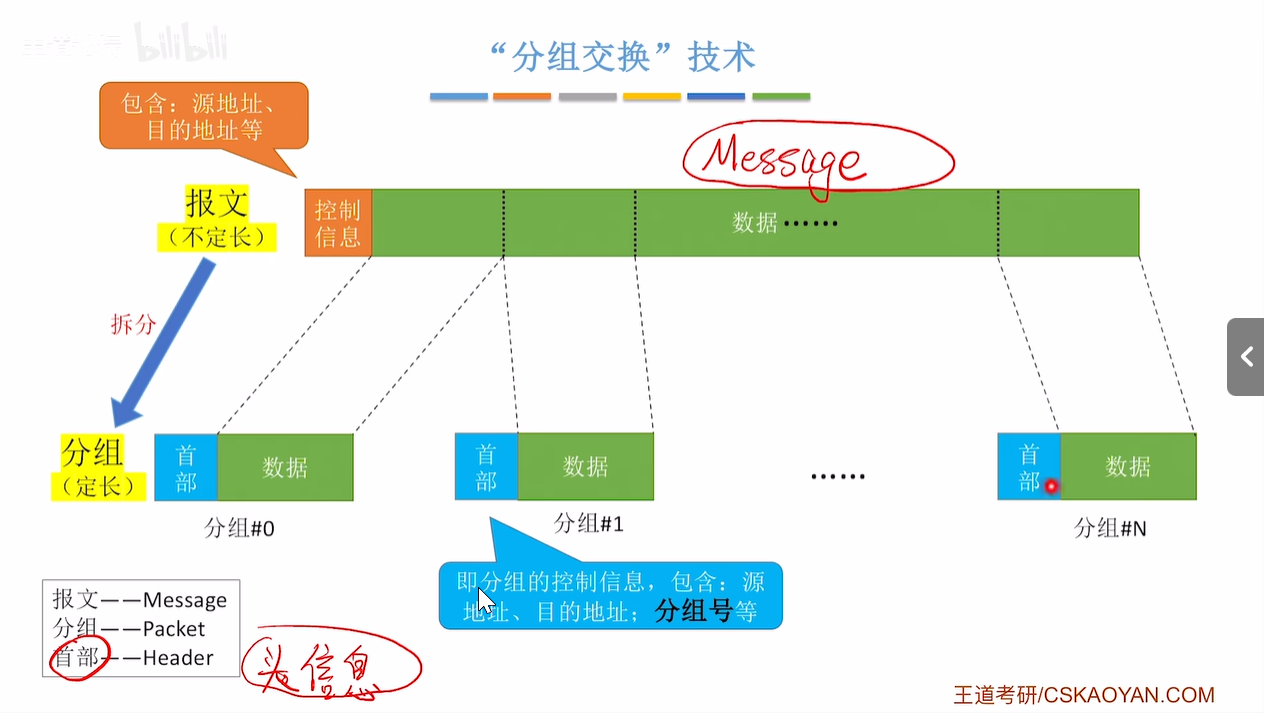 bilibili
“分组交换”技术
包含：源地址、
目的地址等
Message
报文
（不定长）
控制
信息
数据……
拆分
分组
（定长）
首
部
数据
首
部
数据
……
首
部
数据
分组#0
分组#1
分组#N
即分组的控制信息，包含：源
地址、目的地址；分组号等
报文——Message
分组——Packet
首部——Header
头信息
王道考研/CSKAOYAN.COM